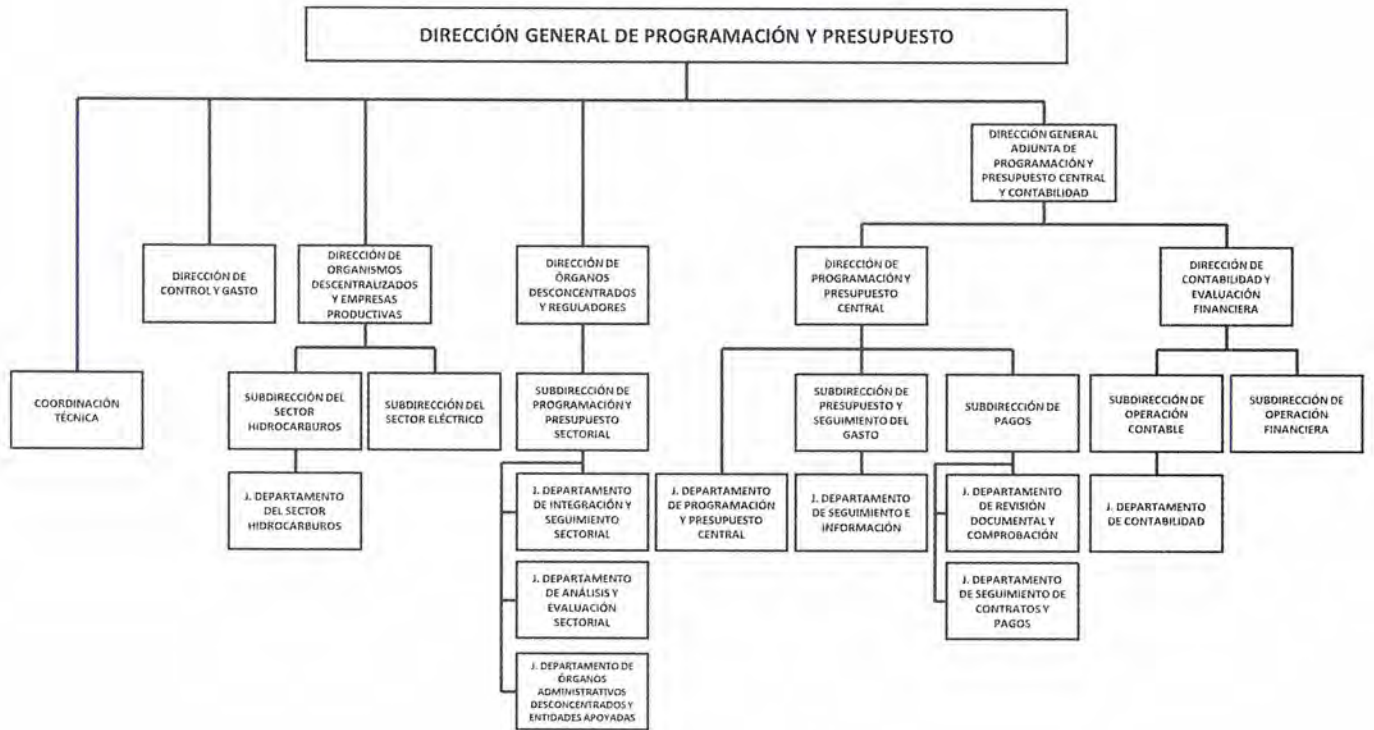 DIRECCIÓN GENERAL DE PROGRAMACIÓN Y PRESUPUESTO
DIRECCIÓN GENERAL
ADJUNTA DE
PROGRAMACIÓN Y
PRESUPUESTO CENTRAL
Y CONTABILIDAD
DIRECCIÓN DE
CONTROL Y GASTO
DIRECCIÓN DE
ORGANISMOS
DESCENTRALIZADOS
Y EMPRESAS
PRODUCTIVAS
DIRECCIÓN DE
ÓRGANOS
DESCONCENTRADOS
Y REGULADORES
DIRECCIÓN DE
PROGRAMACIÓN Y
PRESUPUESTO
CENTRAL
DIRECCIÓN DE
CONTABILIDAD Y
EVALUACIÓN
FINANCIERA
COORDINACIÓN
TÉCNICA
SUBDIRECCIÓN DEL
SECTOR
HIDROCARBUROS
SUBDIRECCIÓN DEL
SECTOR ELÉCTRICO
SUBDIRECCIÓN DE
PROGRAMACIÓN Y
PRESUPUESTO
SECTORIAL
SUBDIRECCIÓN DE
PRESUPUESTO Y
SEGUIMIENTO DEL
GASTO
SUBDIRECCIÓN DE
PAGOS
SUBDIRECCIÓN DE
OPERACIÓN
CONTABLE
SUBDIRECCIÓN DE
OPERACIÓN
FINANCIERA
J. DEPARTAMENTO
DEL SECTOR
HIDROCARBUROS
J. DEPARTAMENTO
DE INTEGRACIÓN Y
SEGUIMIENTO
SECTORIAL
J. DEPARTAMENTO
DE PROGRAMACIÓN
Y PRESUPUESTO
CENTRAL
J. DEPARTAMENTO
DE SEGUIMIENTO E
INFORMACIÓN
J. DEPARTAMENTO
DE REVISIÓN
DOCUMENTAL Y
COMPROBACIÓN
J. DEPARTAMENTO
DE CONTABILIDAD
J. DEPARTAMENTO
DE ANÁLISIS Y
EVALUACIÓN
SECTORIAL
J. DEPARTAMENTO
DE SEGUIMIENTO DE
CONTRATOS Y
PAGOS
J. DEPARTAMENTO DE
ÓRGANOS
ADMINISTRATIVOS
DESCONCENTRADOS Y
ENTIDADES APOYADAS